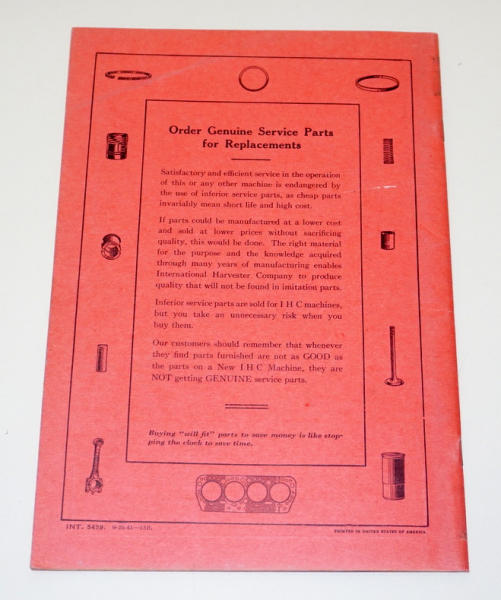 Order Genuine Service Parts
for Replacements
Satisfactory and efficient service in the operation
of this or any other machine is endangered by
the use of inferior service parts, as cheap parts
invariably mean short life and high cost.
If parts could be manufactured at a lower cost
and sold at lower prices without sacrificing
quality, this would be done. The right material
for the purpose and the knowledge acquired
through many years of manufacturing enables
International Harvester Company to produce
quality that will not be found in imitation parts.
Inferior service parts are sold for I H C machines,
but you take an unnecessary risk when you
buy them.
Our customers should remember that whenever
they find parts furnished are not as GOOD as
the parts on a New I H C Machine, they are
NOT getting GENUINE service parts.
Buying "will fit" parts to save money is like stop-
ping the clock to save time.
INT. 5459.
PRINTED IN UNITED STATES OF AMERICA